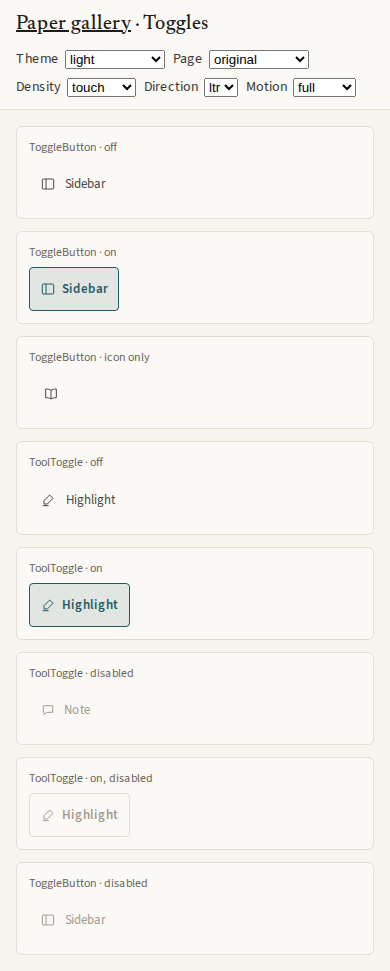 Paper gallery · Toggles
Theme light Page original
Density touch Direction ltr Motion full
ToggleButton · off
Sidebar
ToggleButton · on
Sidebar
ToggleButton · icon only
ToolToggle · off
Highlight
ToolToggle · on
Highlight
ToolToggle · disabled
Note
ToolToggle · on, disabled
Highlight
ToggleButton · disabled
Sidebar